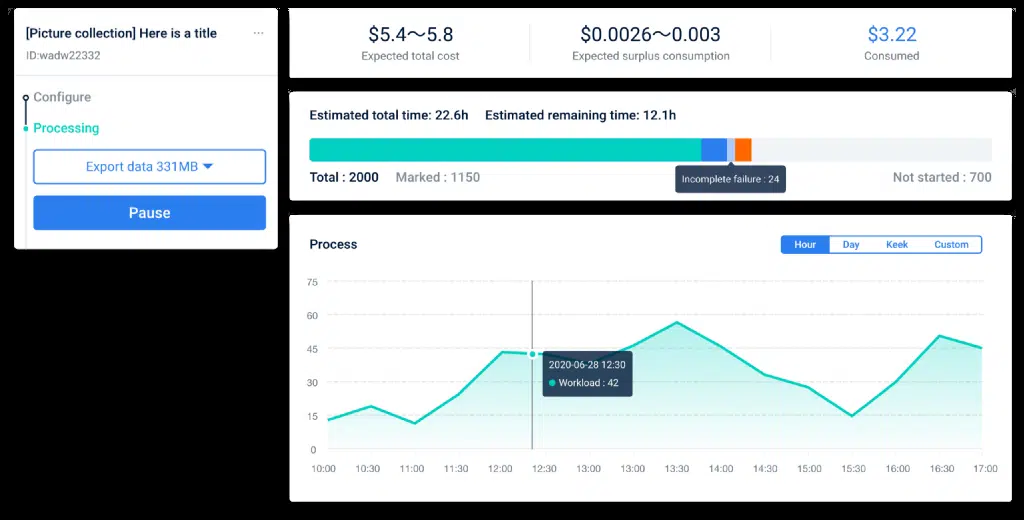 [Picture collection] Here is a title
...
ID:wadw22332
Configure
Processing
Export data 331MB
Pause
$5.4～5.8
Expected total cost
$0.0026～0.003
Expected surplus consumption
$3.22
Consumed
Estimated total time: 22.6h Estimated remaining time: 12.1h
Total : 2000 Marked : 1150
Incomplete failure : 24
Not started : 700
Process
Hour Day Keek Custom
75
60
45
30
15
0
2020-06-28 12:30
Workload : 42
10:00 10:30 11:00 11:30 12:00 12:30 13:00 13:00 13:30 14:00 14:30 15:00 15:30 16:00 16:30 17:00